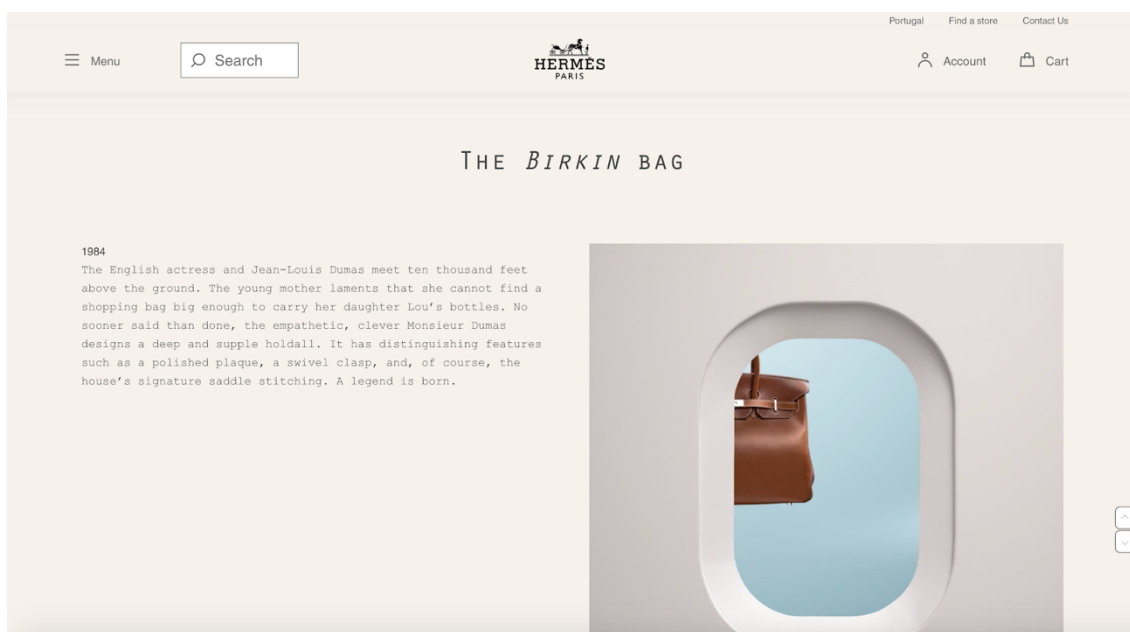 Portugal Find a store Contact Us
Menu
Search
HERMÈS
PARIS
Account
Cart
THE BIRKIN BAG
1984
The English actress and Jean-Louis Dumas meet ten thousand feet
above the ground. The young mother laments that she cannot find a
shopping bag big enough to carry her daughter Lou’s bottles. No
sooner said than done, the empathetic, clever Monsieur Dumas
designs a deep and supple holdall. It has distinguishing features
such as a polished plaque, a swivel clasp, and, of course, the
house’s signature saddle stitching. A legend is born.